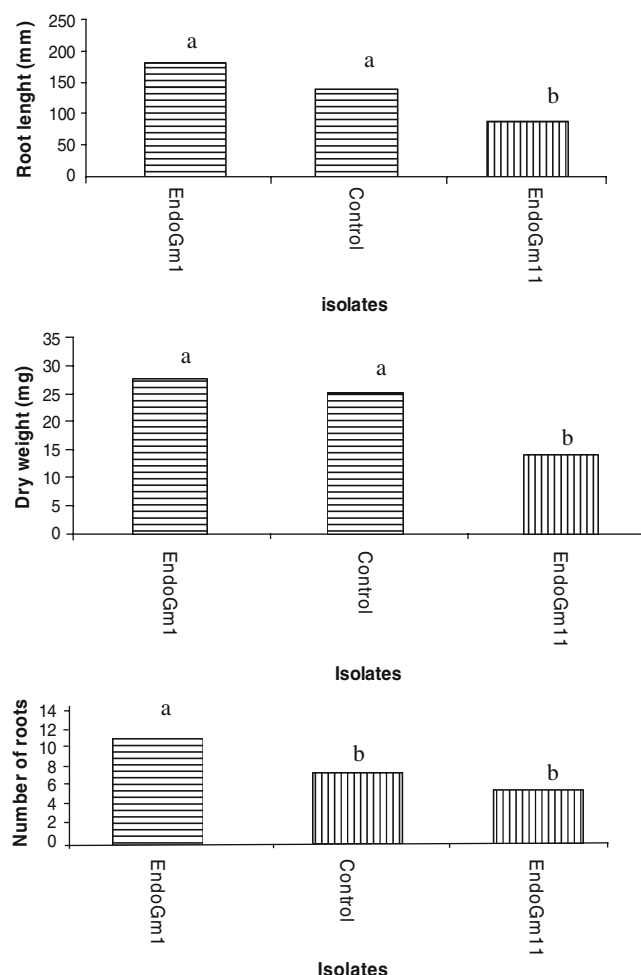 Root lenght (mm)
250
200
150
100
50
0
a
a
b
EndoGm1
Control
EndoGm11
isolates
Dry weight (mg)
35
30
25
20
15
10
5
0
a
a
b
EndoGm1
Control
EndoGm11
Isolates
Number of roots
14
12
10
8
6
4
2
0
a
b
b
EndoGm1
Control
EndoGm11
Isolates